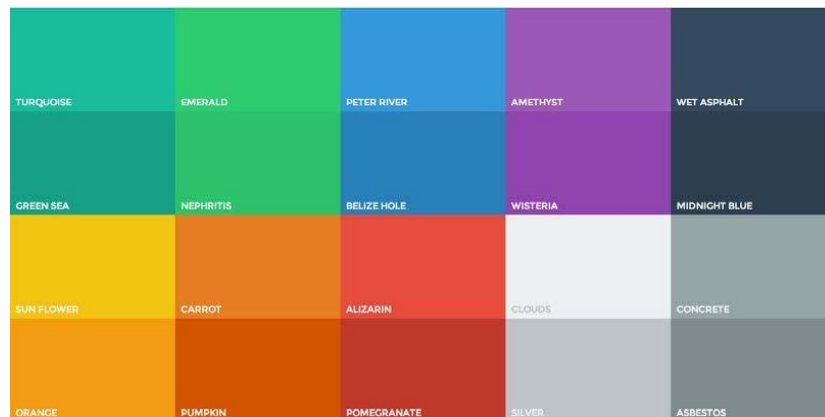 TURQUOISE EMERALD PETER RIVER AMETHYST WET ASPHALT
GREEN SEA NEPHRITIS BELIZE HOLE WISTERIA MIDNIGHT BLUE
SUN FLOWER CARROT ALIZARIN CLOUDS CONCRETE
ORANGE PUMPKIN POMEGRANATE SILVER ASBESTOS